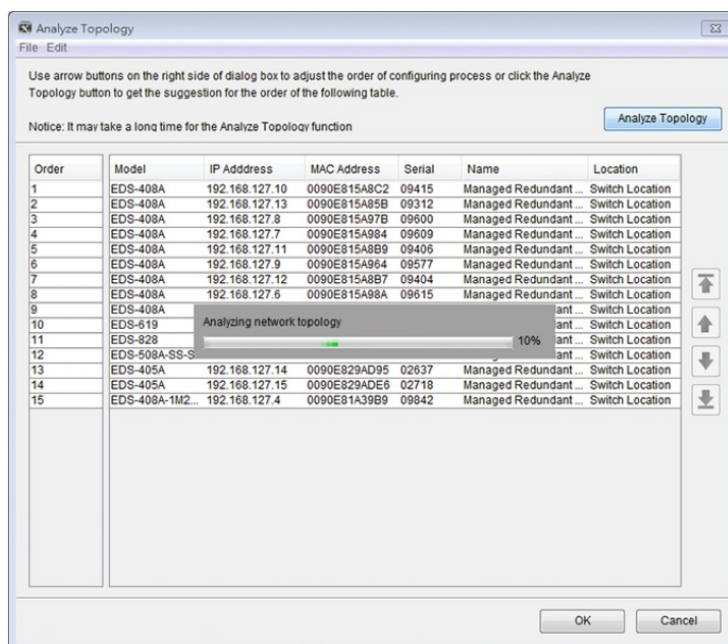 Analyze Topology
File Edit
Use arrow buttons on the right side of dialog box to adjust the order of configuring process or click the Analyze
Topology button to get the suggestion for the order of the following table.
Notice: It may take a long time for the Analyze Topology function
Analyze Topology
Order Model IP Adddress MAC Address Serial Name Location
1 EDS-408A 192.168.127.10 0090E815A8C2 09415 Managed Redundant ... Switch Location
2 EDS-408A 192.168.127.13 0090E815A85B 09312 Managed Redundant ... Switch Location
3 EDS-408A 192.168.127.8 0090E815A97B 09600 Managed Redundant ... Switch Location
4 EDS-408A 192.168.127.7 0090E815A984 09609 Managed Redundant ... Switch Location
5 EDS-408A 192.168.127.11 0090E815A8B9 09406 Managed Redundant ... Switch Location
6 EDS-408A 192.168.127.9 0090E815A964 09577 Managed Redundant ... Switch Location
7 EDS-408A 192.168.127.12 0090E815A8B7 09404 Managed Redundant ... Switch Location
8 EDS-408A 192.168.127.6 0090E815A98A 09615 Managed Redundant ... Switch Location
9 EDS-408A ant ... Switch Location
10 EDS-619 ant ... Switch Location
11 EDS-828 ant ... Switch Location
12 EDS-508A-SS-S Switch Location
13 EDS-405A 192.168.127.14 0090E829AD95 02637 Managed Redundant ... Switch Location
14 EDS-405A 192.168.127.15 0090E829ADE6 02718 Managed Redundant ... Switch Location
15 EDS-408A-1M2... 192.168.127.4 0090E81A39B9 09842 Managed Redundant ... Switch Location
Analyzing network topology
10%
OK Cancel